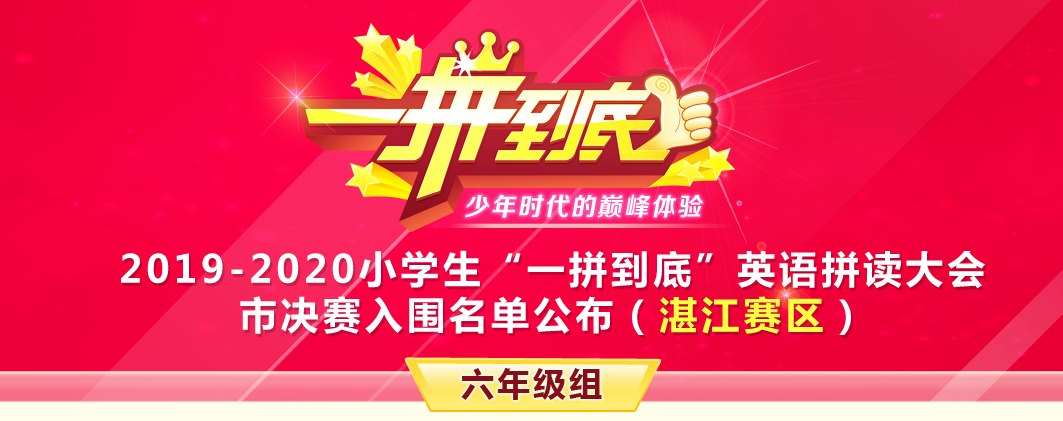 一拼到底
少年时代的巅峰体验
2019-2020小学生“一拼到底”英语拼读大会
市决赛入围名单公布（湛江赛区）
六年级组